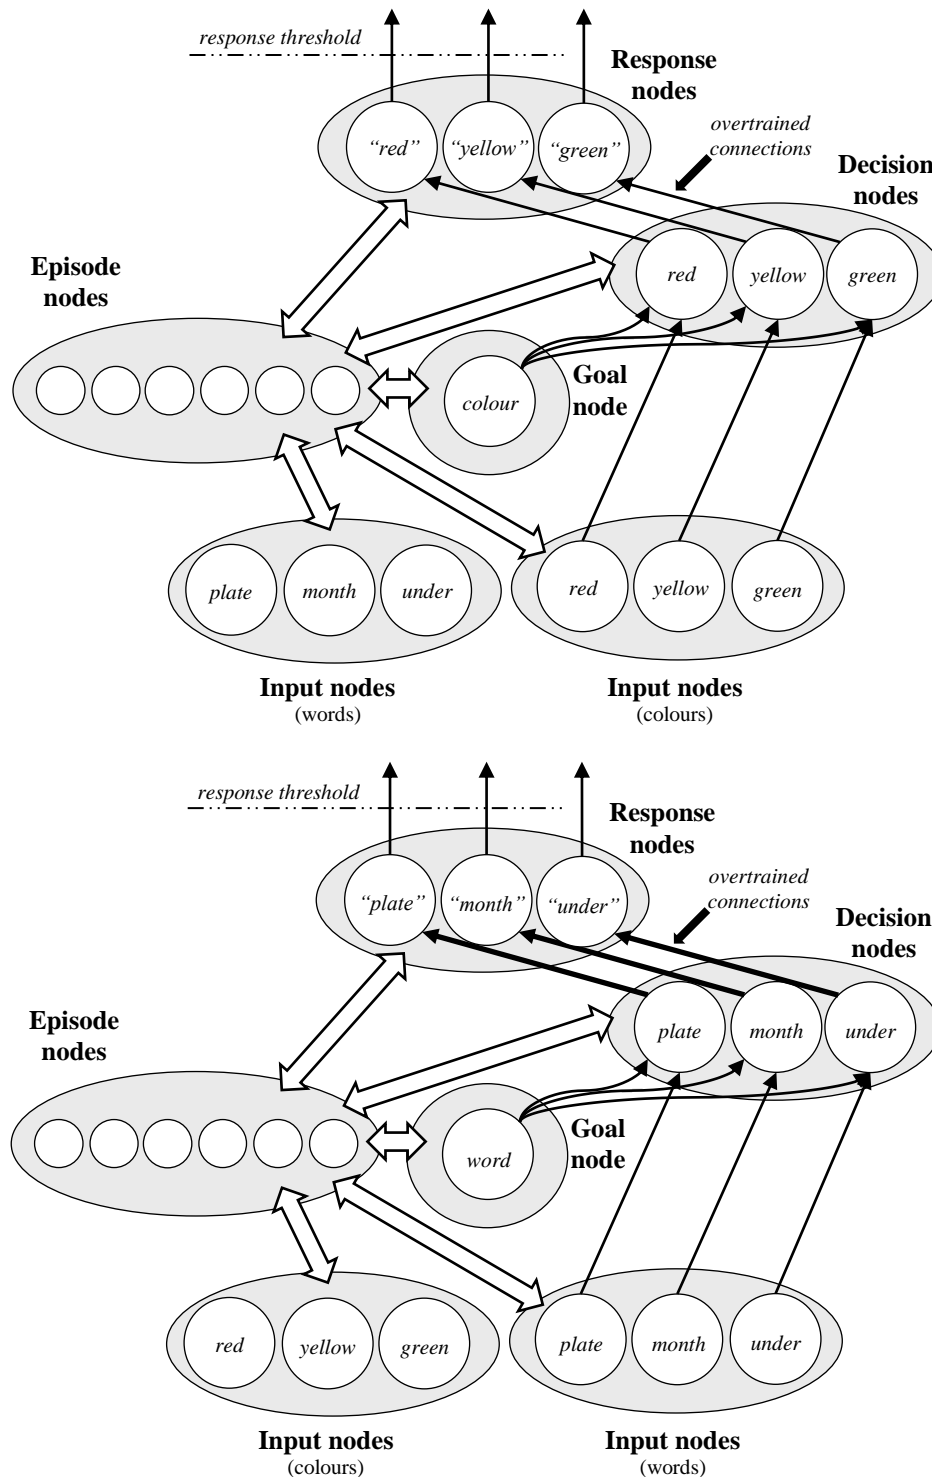 response threshold
Response
nodes
"red"
"yellow"
"green"
overtrained
connections
Decision
nodes
red
yellow
green
Episode
nodes
colour
Goal
node
plate
month
under
red
yellow
green
Input nodes
(words)
Input nodes
(colours)
response threshold
Response
nodes
"plate"
"month"
"under"
overtrained
connections
Decision
nodes
plate
month
under
Episode
nodes
word
Goal
node
red
yellow
green
plate
month
under
Input nodes
(colours)
Input nodes
(words)